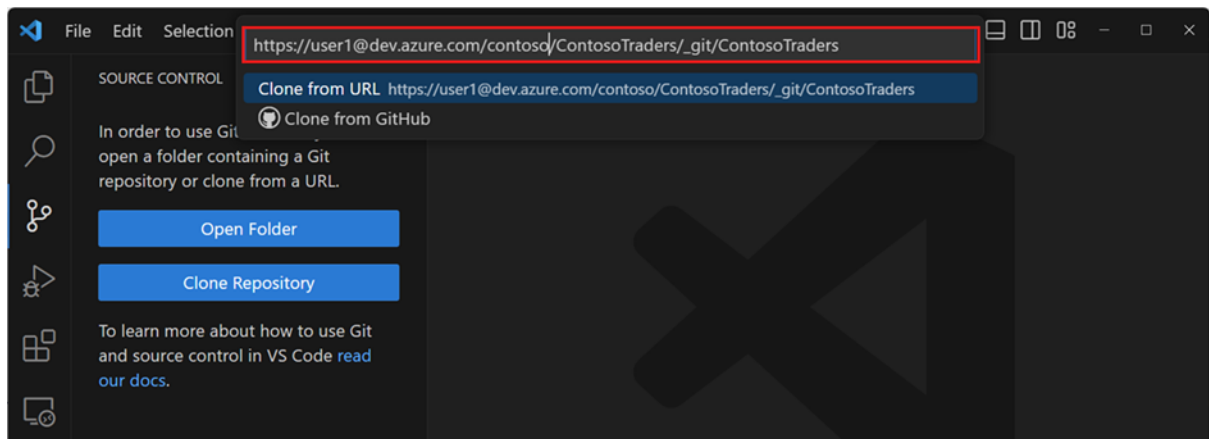 File Edit Selection
https://user1@dev.azure.com/contoso/ContosoTraders/_git/ContosoTraders
Clone from URL https://user1@dev.azure.com/contoso/ContosoTraders/_git/ContosoTraders
Clone from GitHub
SOURCE CONTROL
In order to use Git
open a folder containing a Git
repository or clone from a URL.
Open Folder
Clone Repository
To learn more about how to use Git
and source control in VS Code read
our docs.